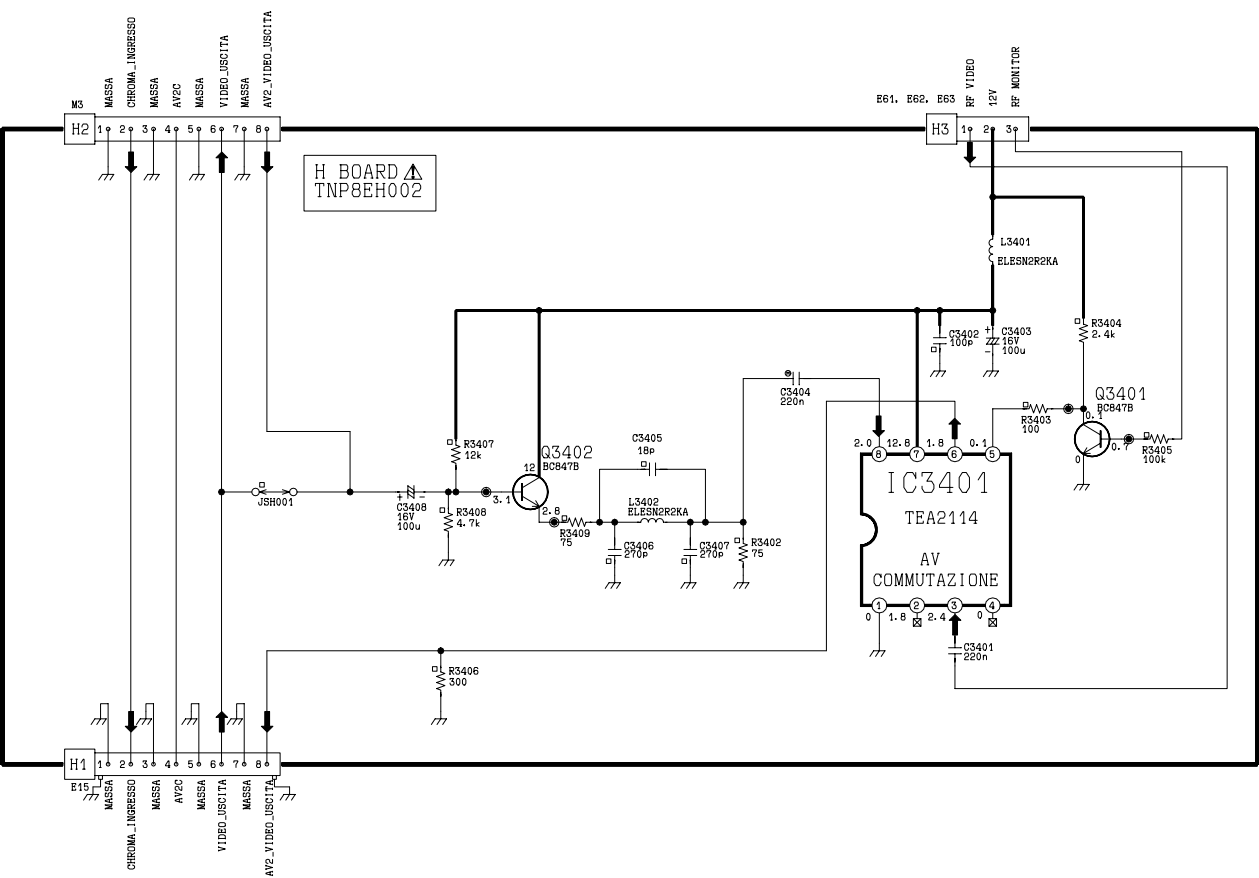 M3
MASSA
CHROMA_INGRESSO
MASSA
AV2C
MASSA
VIDEO_USCITA
MASSA
AV2_VIDEO_USCITA
H2
1 2 3 4 5 6 7 8
E61. E62. E63
RF VIDEO
12V
RF MONITOR
H3
1 2 3
H BOARD
TNP8EH002
L3401
ELESN2R2KA
C3402
100p
+
-
C3403
16V
100u
R3404
2.4k
C3404
220n
Q3401
BC847B
0.1
0.7
0
R3403
100
R3405
100k
R3407
12k
Q3402
BC847B
12
3.1
2.8
C3405
18p
L3402
ELESN2R2KA
JSH001
+ -
C3408
16V
100u
R3408
4.7k
R3409
75
C3406
270p
C3407
270p
R3402
75
2.0 12.8 1.8 0.1
8 7 6 5
IC3401
TEA2114
AV
COMMUTAZIONE
1 2 3 4
0 1.8 2.4 0
C3401
220n
R3406
300
H1
1 2 3 4 5 6 7 8
E15
MASSA
CHROMA_INGRESSO
MASSA
AV2C
MASSA
VIDEO_USCITA
MASSA
AV2_VIDEO_USCITA